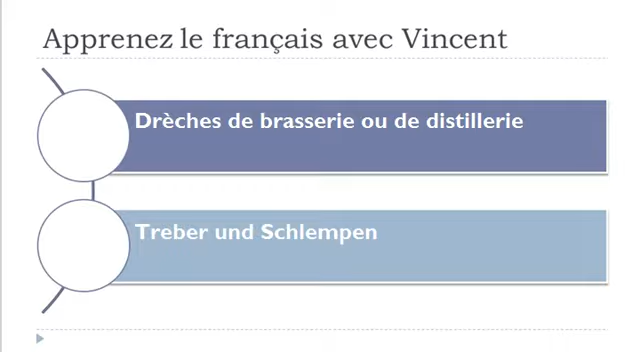 Apprenez le français avec Vincent
Drèches de brasserie ou de distillerie
Treber und Schlempen